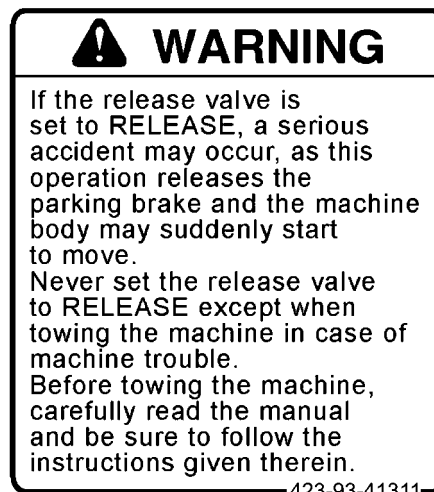 WARNING
If the release valve is
set to RELEASE, a serious
accident may occur, as this
operation releases the
parking brake and the machine
body may suddenly start
to move.
Never set the release valve
to RELEASE except when
towing the machine in case of
machine trouble.
Before towing the machine,
carefully read the manual
and be sure to follow the
instructions given therein.
423-93-41311